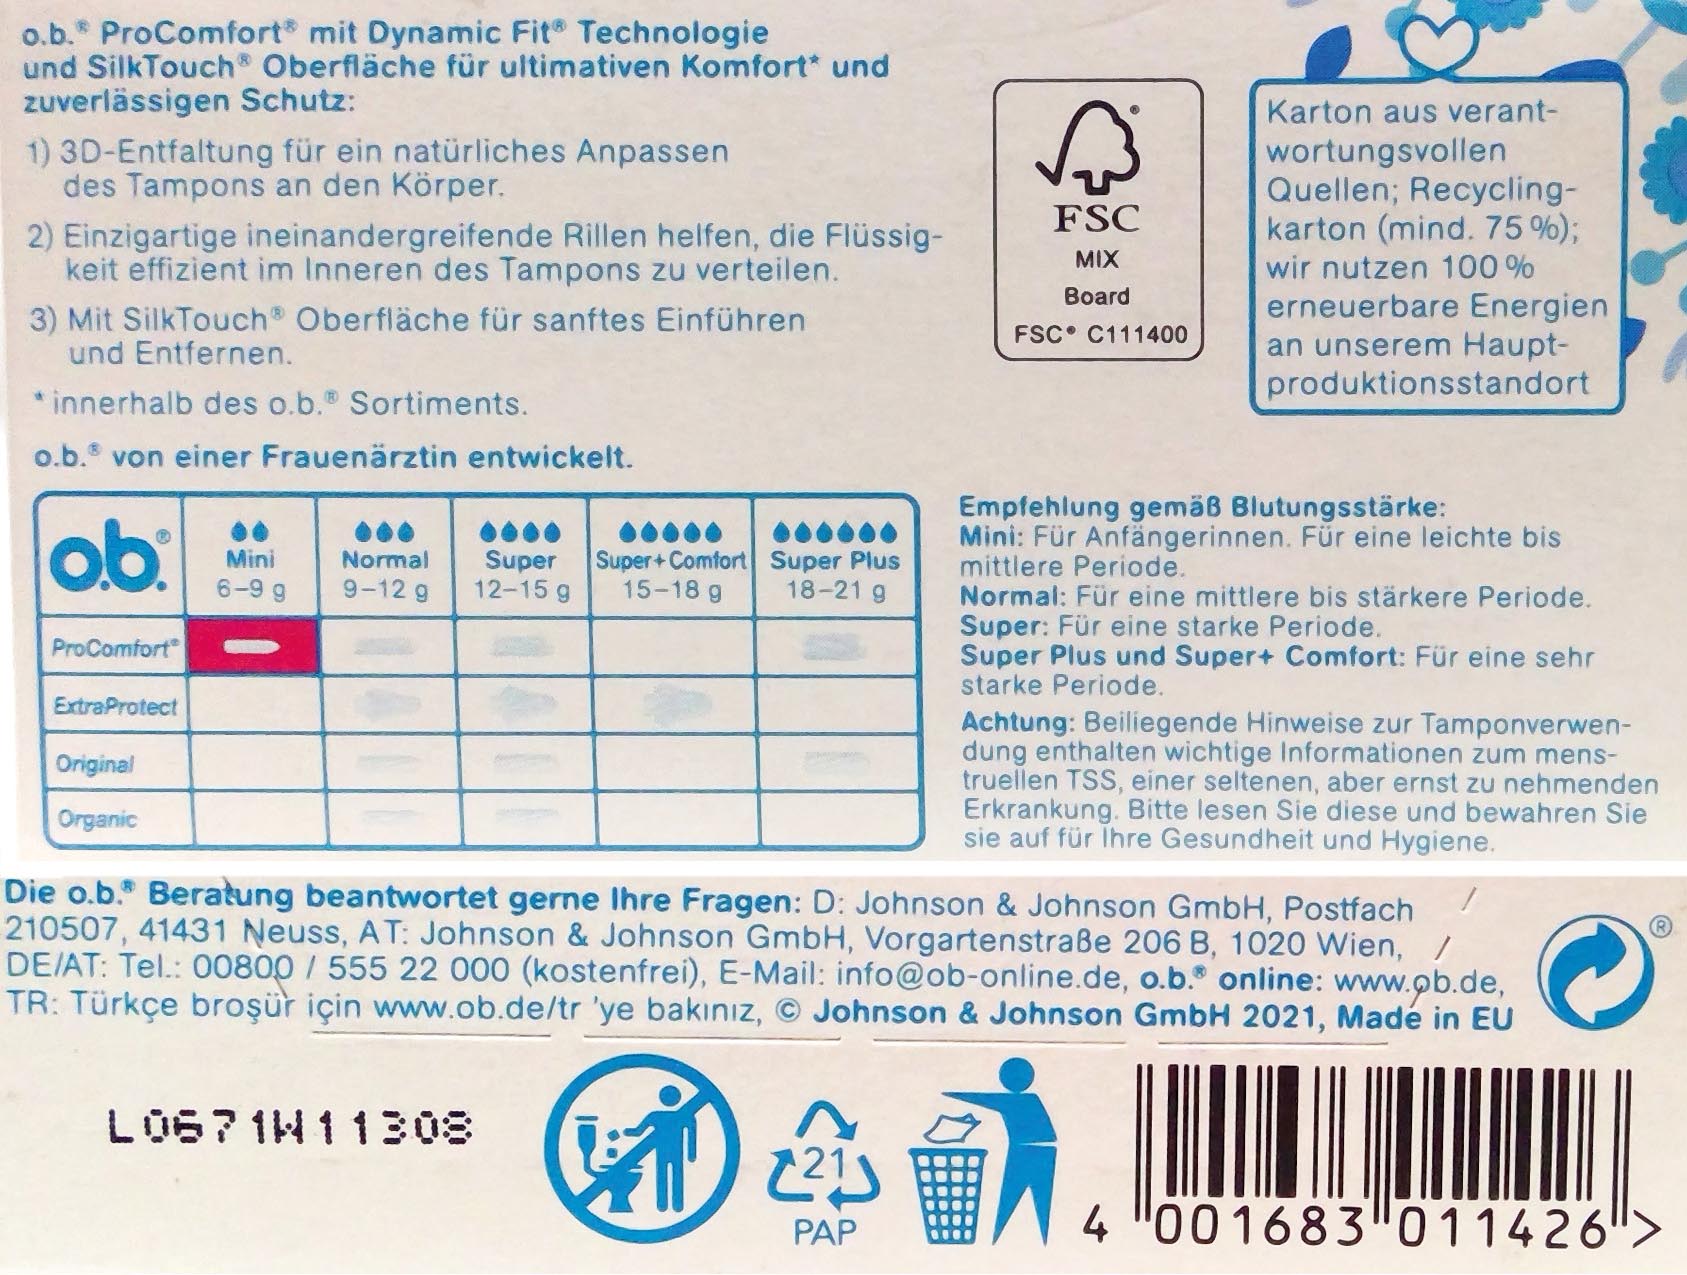 o.b.® ProComfort® mit Dynamic Fit® Technologie
und SilkTouch® Oberfläche für ultimativen Komfort* und
zuverlässigen Schutz:
1) 3D-Entfaltung für ein natürliches Anpassen
des Tampons an den Körper.
2) Einzigartige ineinandergreifende Rillen helfen, die Flüssig-
keit effizient im Inneren des Tampons zu verteilen.
3) Mit SilkTouch® Oberfläche für sanftes Einführen
und Entfernen.
* innerhalb des o.b.® Sortiments.
o.b.® von einer Frauenärztin entwickelt.
FSC
MIX
Board
FSC® C111400
Karton aus verant-
wortungsvollen
Quellen; Recycling-
karton (mind. 75 %);
wir nutzen 100 %
erneuerbare Energien
an unserem Haupt-
produktionsstandort
o.b.®
Mini Normal Super Super+Comfort Super Plus
6–9 g 9–12 g 12–15 g 15–18 g 18–21 g
ProComfort®
ExtraProtect
Original
Organic
Empfehlung gemäß Blutungsstärke:
Mini: Für Anfängerinnen. Für eine leichte bis
mittlere Periode.
Normal: Für eine mittlere bis stärkere Periode.
Super: Für eine starke Periode.
Super Plus und Super+ Comfort: Für eine sehr
starke Periode.
Achtung: Beiliegende Hinweise zur Tamponverwen-
dung enthalten wichtige Informationen zum mens-
truellen TSS, einer seltenen, aber ernst zu nehmenden
Erkrankung. Bitte lesen Sie diese und bewahren Sie
sie auf für Ihre Gesundheit und Hygiene.
Die o.b.® Beratung beantwortet gerne Ihre Fragen: D: Johnson & Johnson GmbH, Postfach
210507, 41431 Neuss, AT: Johnson & Johnson GmbH, Vorgartenstraße 206 B, 1020 Wien,
DE/AT: Tel.: 00800 / 555 22 000 (kostenfrei), E-Mail: info@ob-online.de, o.b.® online: www.ob.de,
TR: Türkçe broşür için www.ob.de/tr 'ye bakınız, © Johnson & Johnson GmbH 2021, Made in EU
®
L0671W11308
21
PAP
4 001683 011426 >